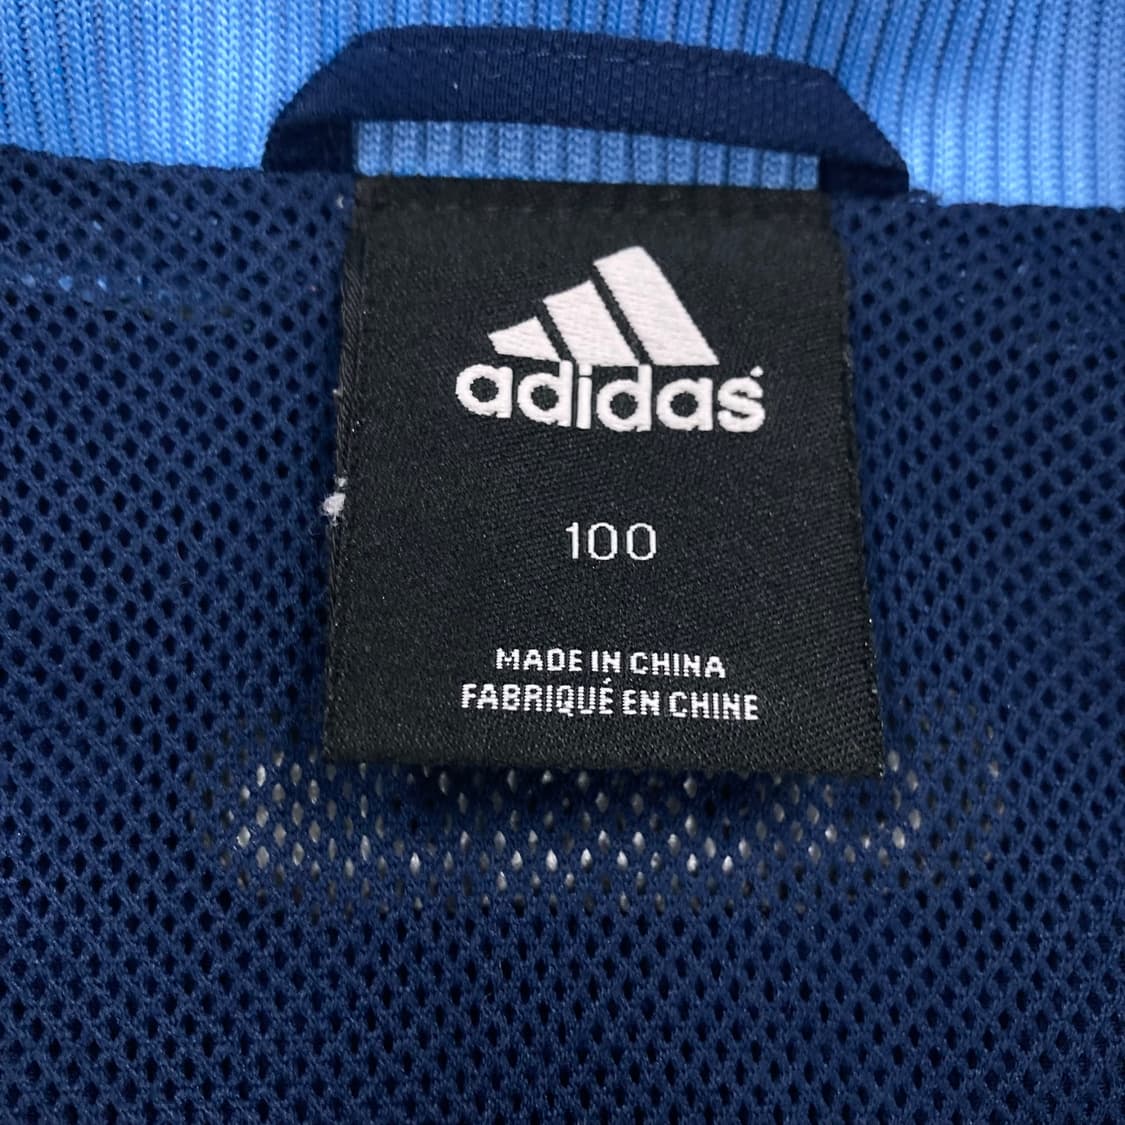 adidas
100
MADE IN CHINA
FABRIQUÉ EN CHINE